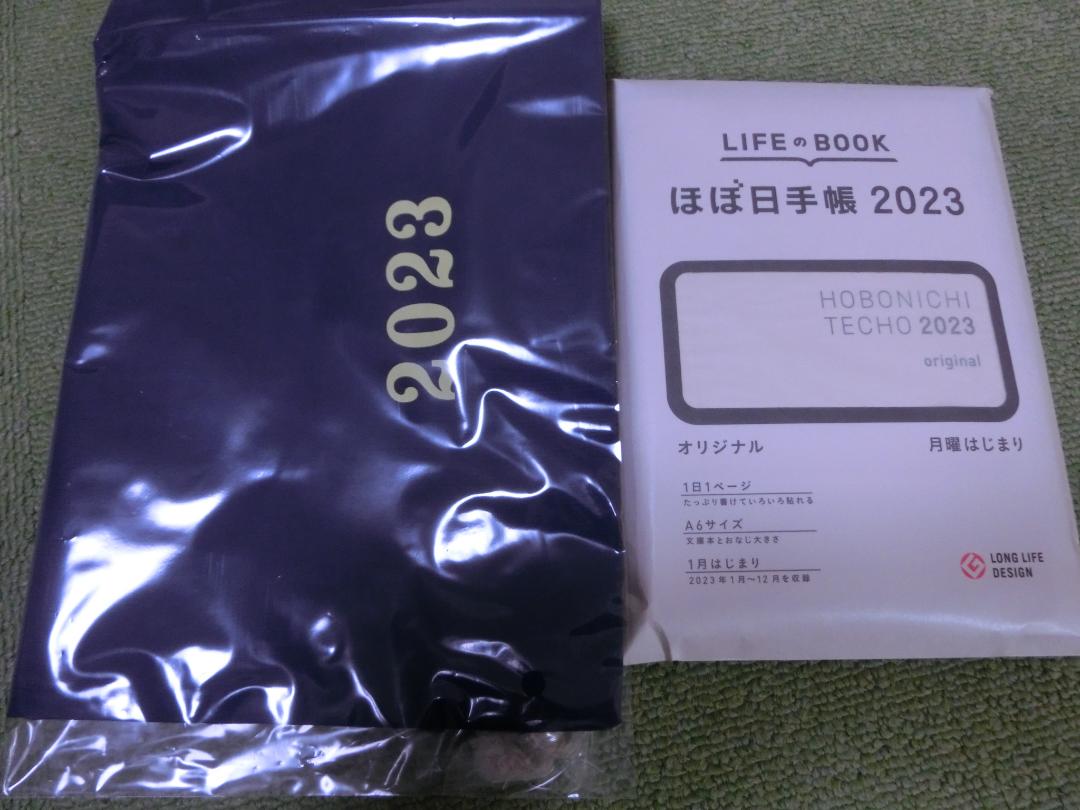 2023
LIFEのBOOK
ほぼ日手帳 2023
HOBONICHI
TECHO 2023
original
オリジナル
月曜はじまり
1日1ページ
たっぷり書けていろいろ貼れる
A6サイズ
文庫本とおなじ大きさ
1月はじまり
2023年1月〜12月を収録
LONG LIFE
DESIGN